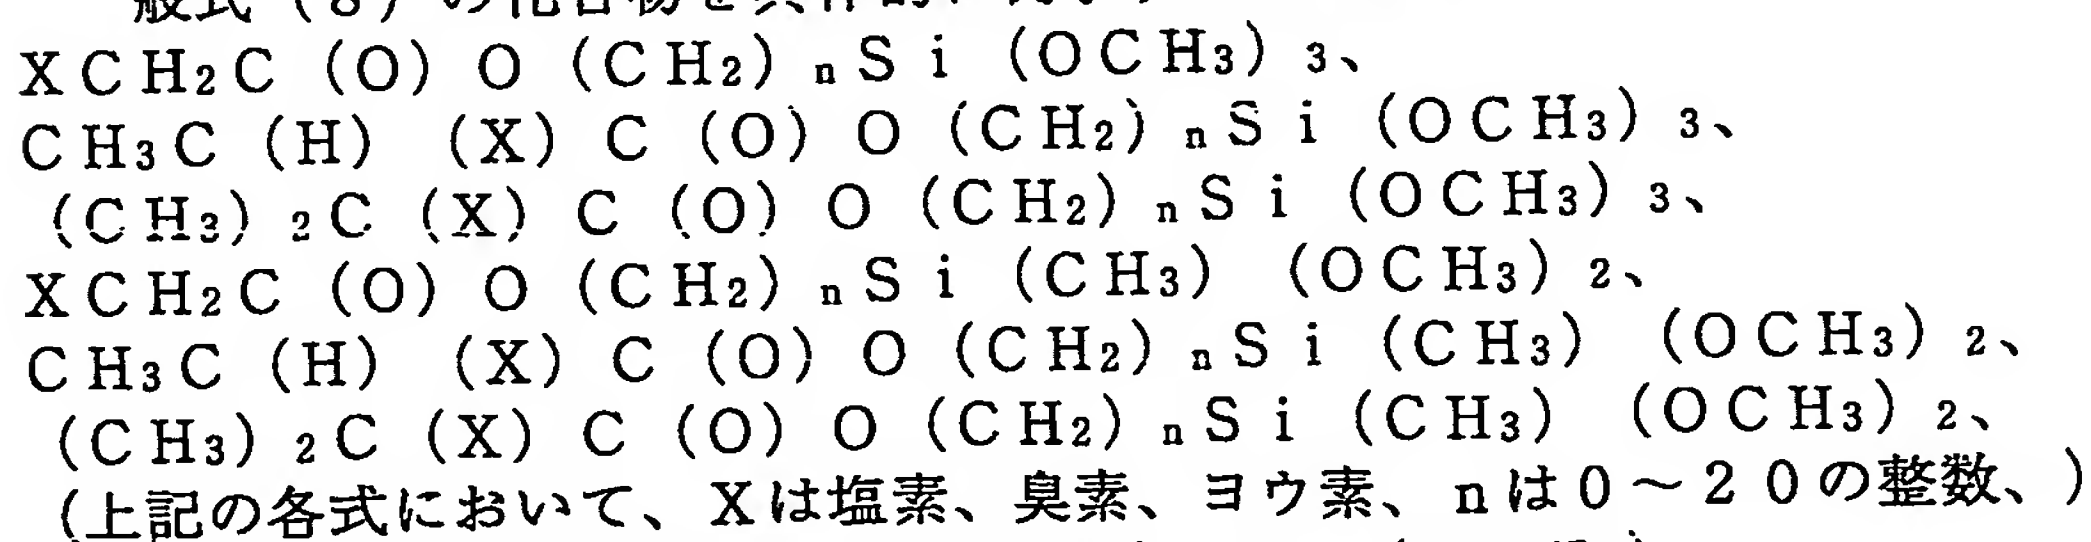 XCH2C(O)O(CH2)nSi(OCH3)3、
CH3C(H)(X)C(O)O(CH2)nSi(OCH3)3、
(CH3)2C(X)C(O)O(CH2)nSi(OCH3)3、
XCH2C(O)O(CH2)nSi(CH3)(OCH3)2、
CH3C(H)(X)C(O)O(CH2)nSi(CH3)(OCH3)2、
(CH3)2C(X)C(O)O(CH2)nSi(CH3)(OCH3)2、
(上記の各式において、Xは塩素、臭素、ヨウ素、nは0～20の整数、)